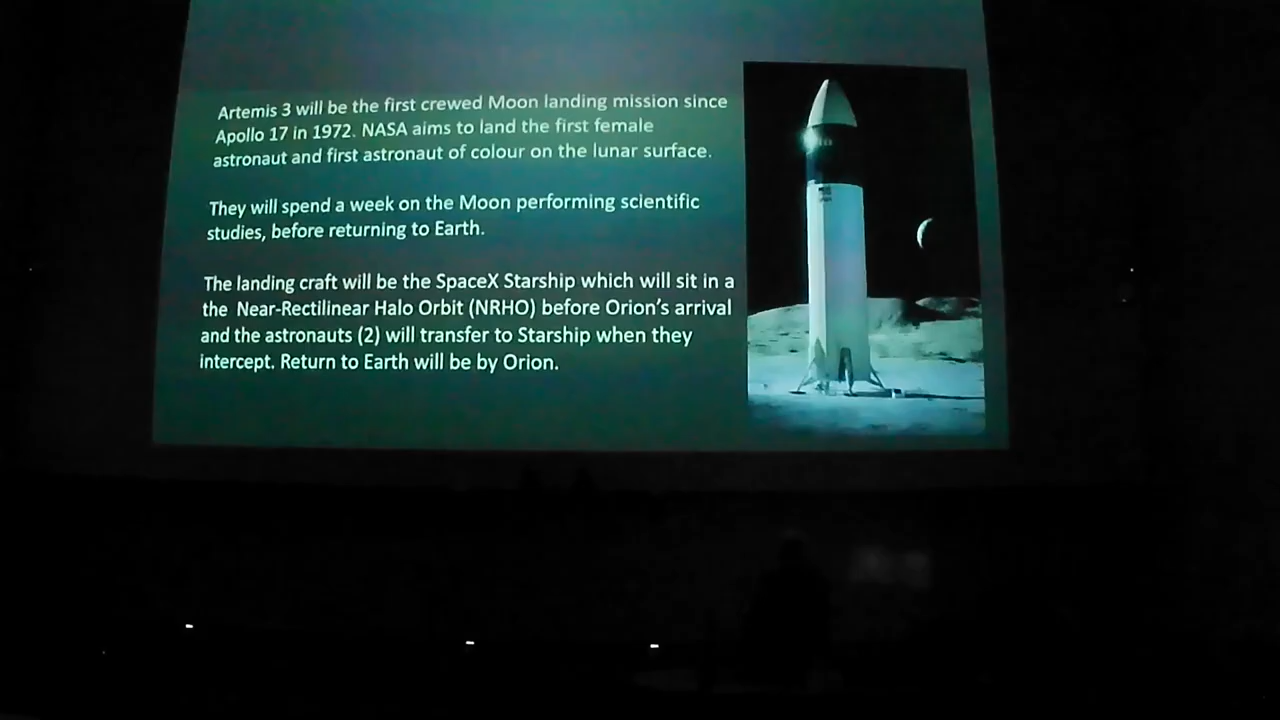 Artemis 3 will be the first crewed Moon landing mission since
Apollo 17 in 1972. NASA aims to land the first female
astronaut and first astronaut of colour on the lunar surface.
They will spend a week on the Moon performing scientific
studies, before returning to Earth.
The landing craft will be the SpaceX Starship which will sit in a
the Near-Rectilinear Halo Orbit (NRHO) before Orion's arrival
and the astronauts (2) will transfer to Starship when they
intercept. Return to Earth will be by Orion.